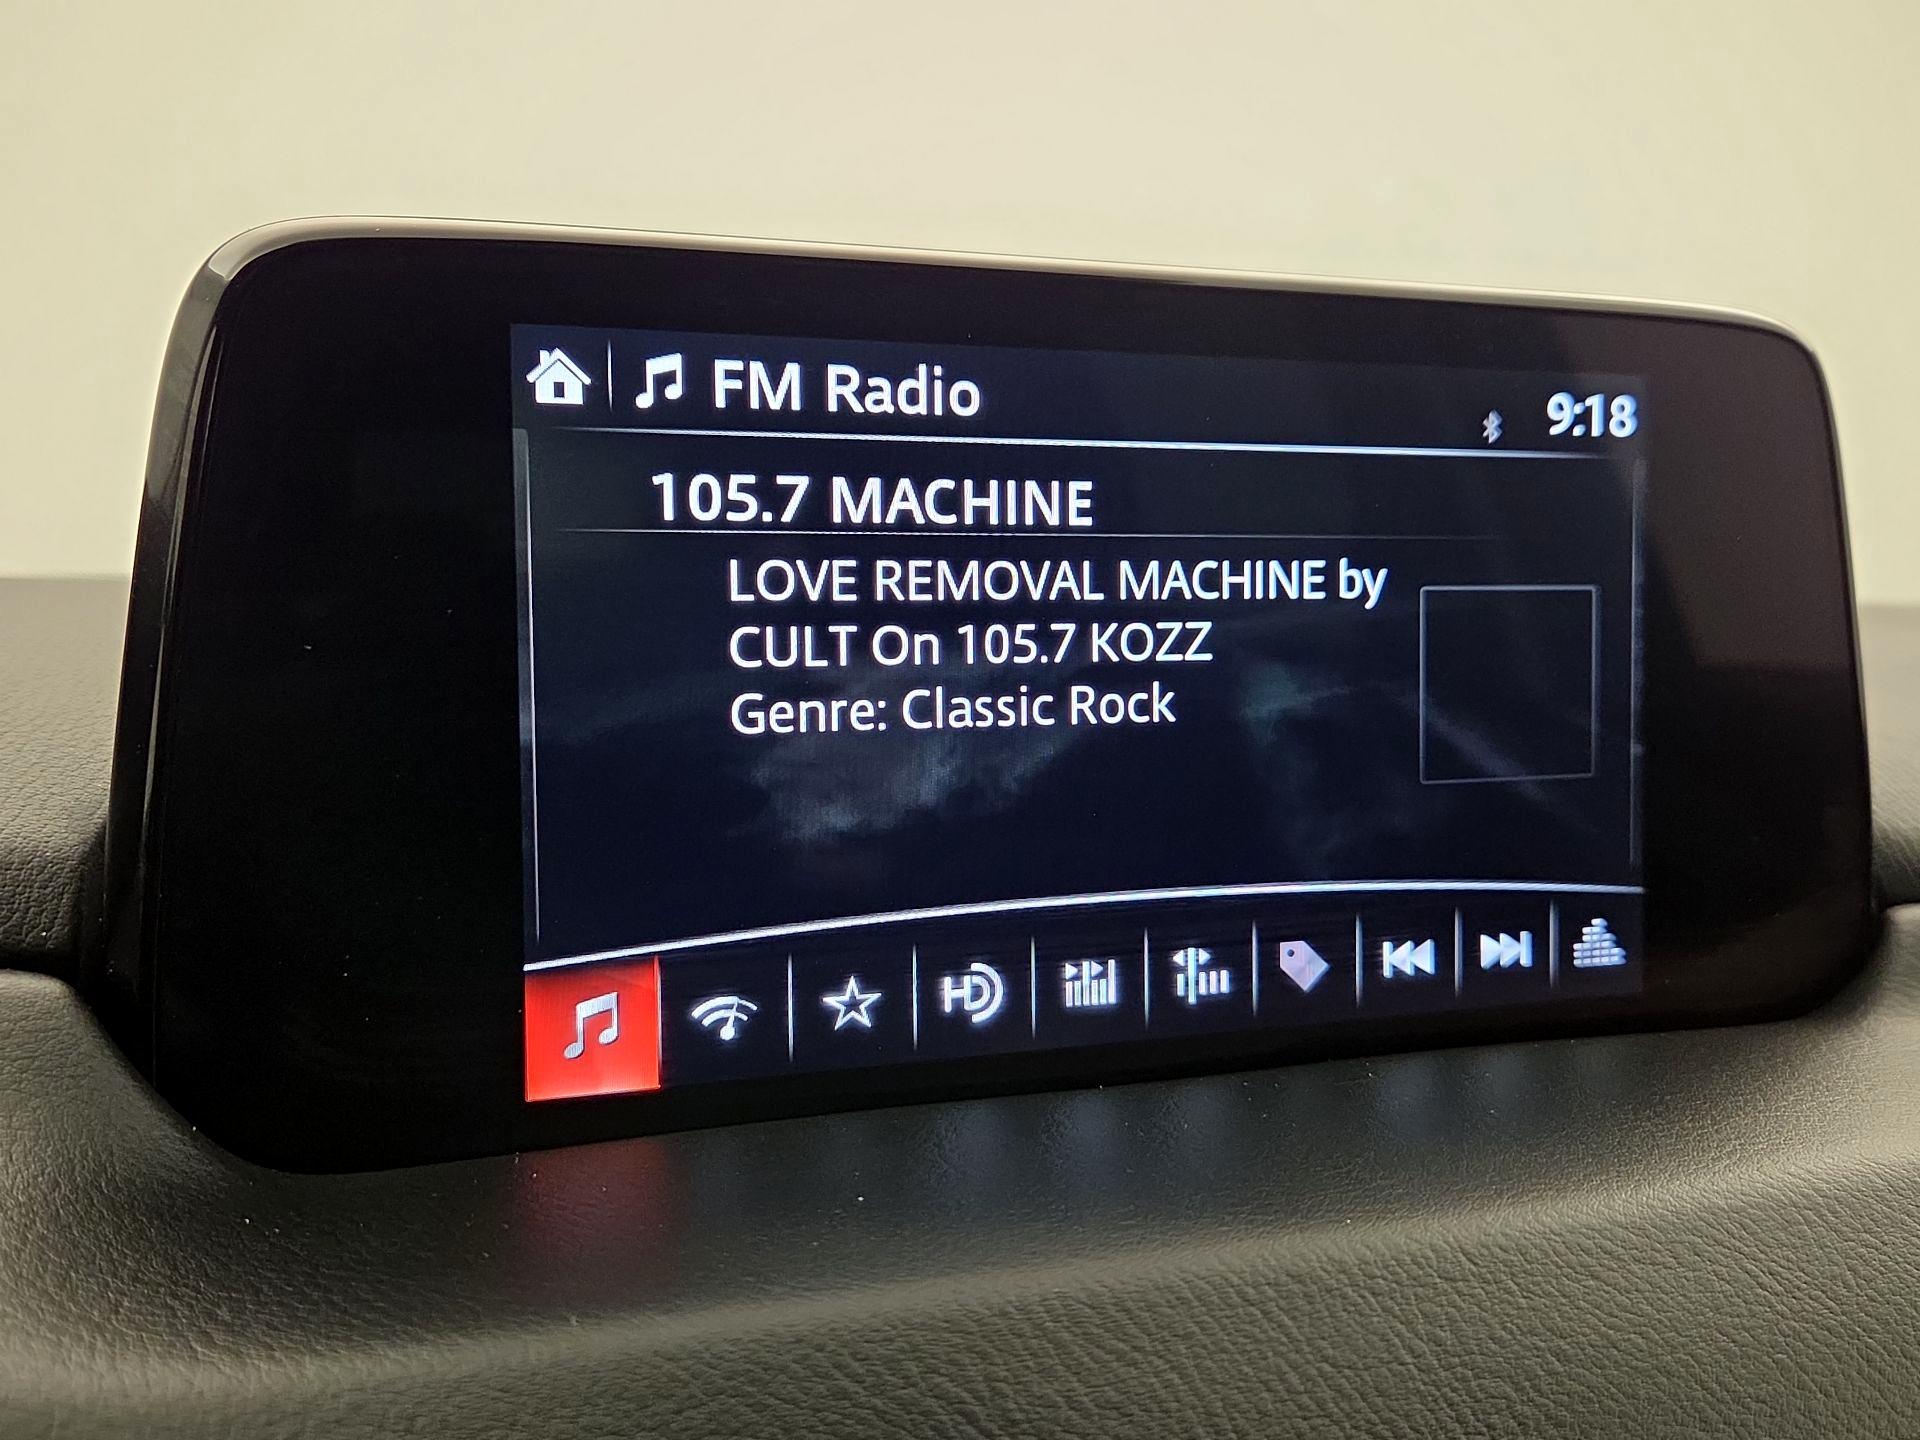 FM Radio
9:18
105.7 MACHINE
LOVE REMOVAL MACHINE by
CULT On 105.7 KOZZ
Genre: Classic Rock
HD